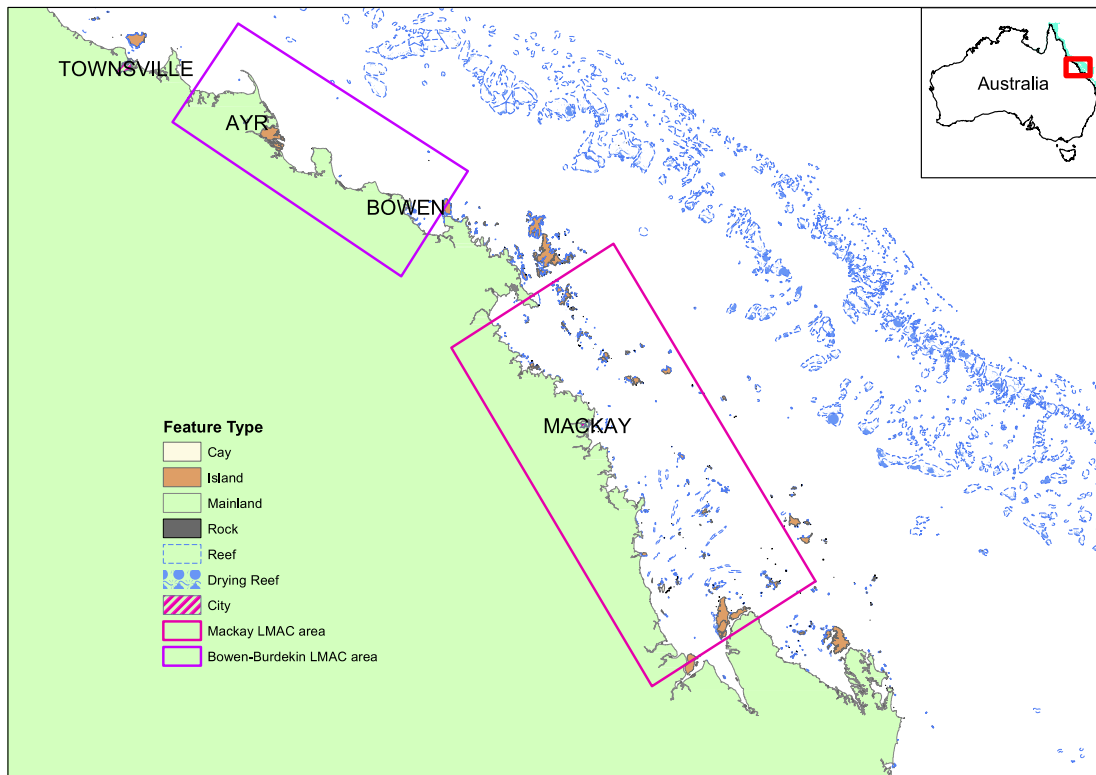 TOWNSVILLE
AYR
BOWEN
MACKAY
Australia
Feature Type
Cay
Island
Mainland
Rock
Reef
Drying Reef
City
Mackay LMAC area
Bowen-Burdekin LMAC area